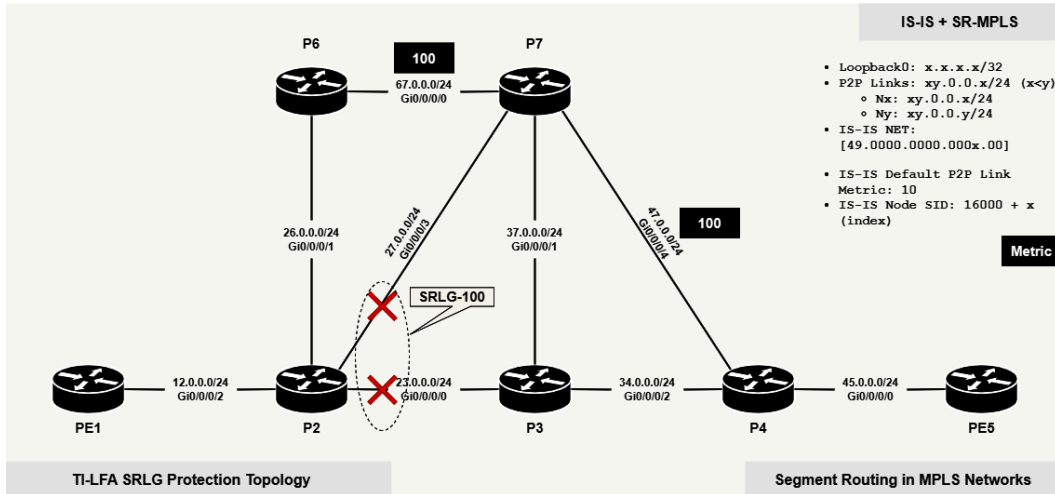 IS-IS + SR-MPLS
P6
P7
100
67.0.0.0/24
Gi0/0/0/0
• Loopback0: x.x.x.x/32
• P2P Links: xy.0.0.x/24 (x<y)
○ Nx: xy.0.0.x/24
○ Ny: xy.0.0.y/24
• IS-IS NET:
[49.0000.0000.000x.00]
• IS-IS Default P2P Link
Metric: 10
• IS-IS Node SID: 16000 + x
(index)
26.0.0.0/24
Gi0/0/0/1
27.0.0.0/24
Gi0/0/0/3
37.0.0.0/24
Gi0/0/0/1
47.0.0.0/24
Gi0/0/0/4
100
Metric
SRLG-100
12.0.0.0/24
Gi0/0/0/2
23.0.0.0/24
Gi0/0/0/0
34.0.0.0/24
Gi0/0/0/2
45.0.0.0/24
Gi0/0/0/0
PE1
P2
P3
P4
PE5
TI-LFA SRLG Protection Topology
Segment Routing in MPLS Networks